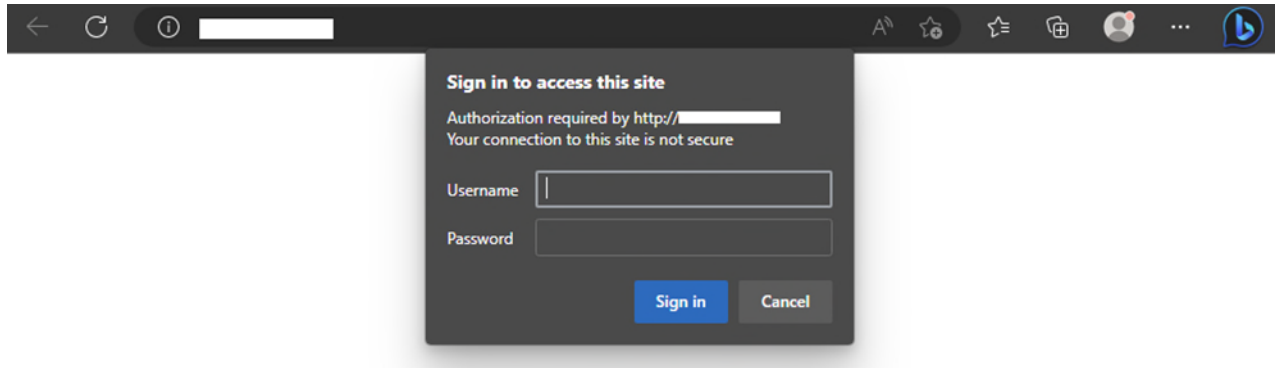 Sign in to access this site
Authorization required by http://
Your connection to this site is not secure
Username
Password
Sign in
Cancel